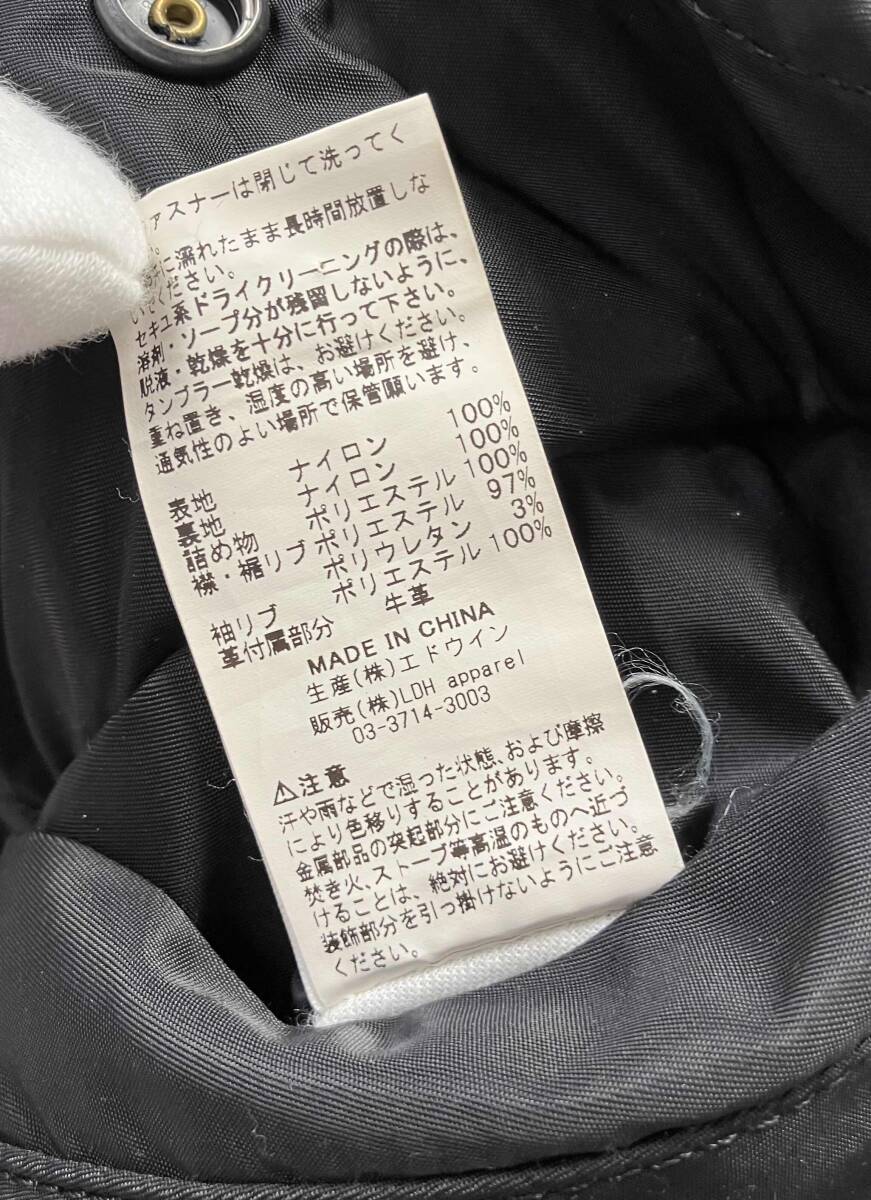 ァスナーは閉じて洗ってく
に濡れたまま長時間放置しな
いでください。
セキユ系ドライクリーニングの際は、
溶剤・ソープ分が残留しないように、
脱液・乾燥を十分に行って下さい。
タンブラー乾燥は、お避けください。
重ね置き、湿度の高い場所を避け、
通気性のよい場所で保管願います。
表地 ナイロン 100%
裏地 ナイロン 100%
詰め物 ポリエステル 100%
襟・裾リブ ポリエステル 97%
ポリウレタン 3%
袖リブ ポリエステル 100%
革付属部分 牛革
MADE IN CHINA
生産(株)エドウイン
販売(株)LDH apparel
03-3714-3003
⚠注意
汗や雨などで湿った状態、および摩擦
により色移りすることがあります。
金属部品の突起部分にご注意ください。
焚き火、ストーブ等高温のものへ近づ
けることは、絶対にお避けください。
装飾部分を引っ掛けないようにご注意
ください。